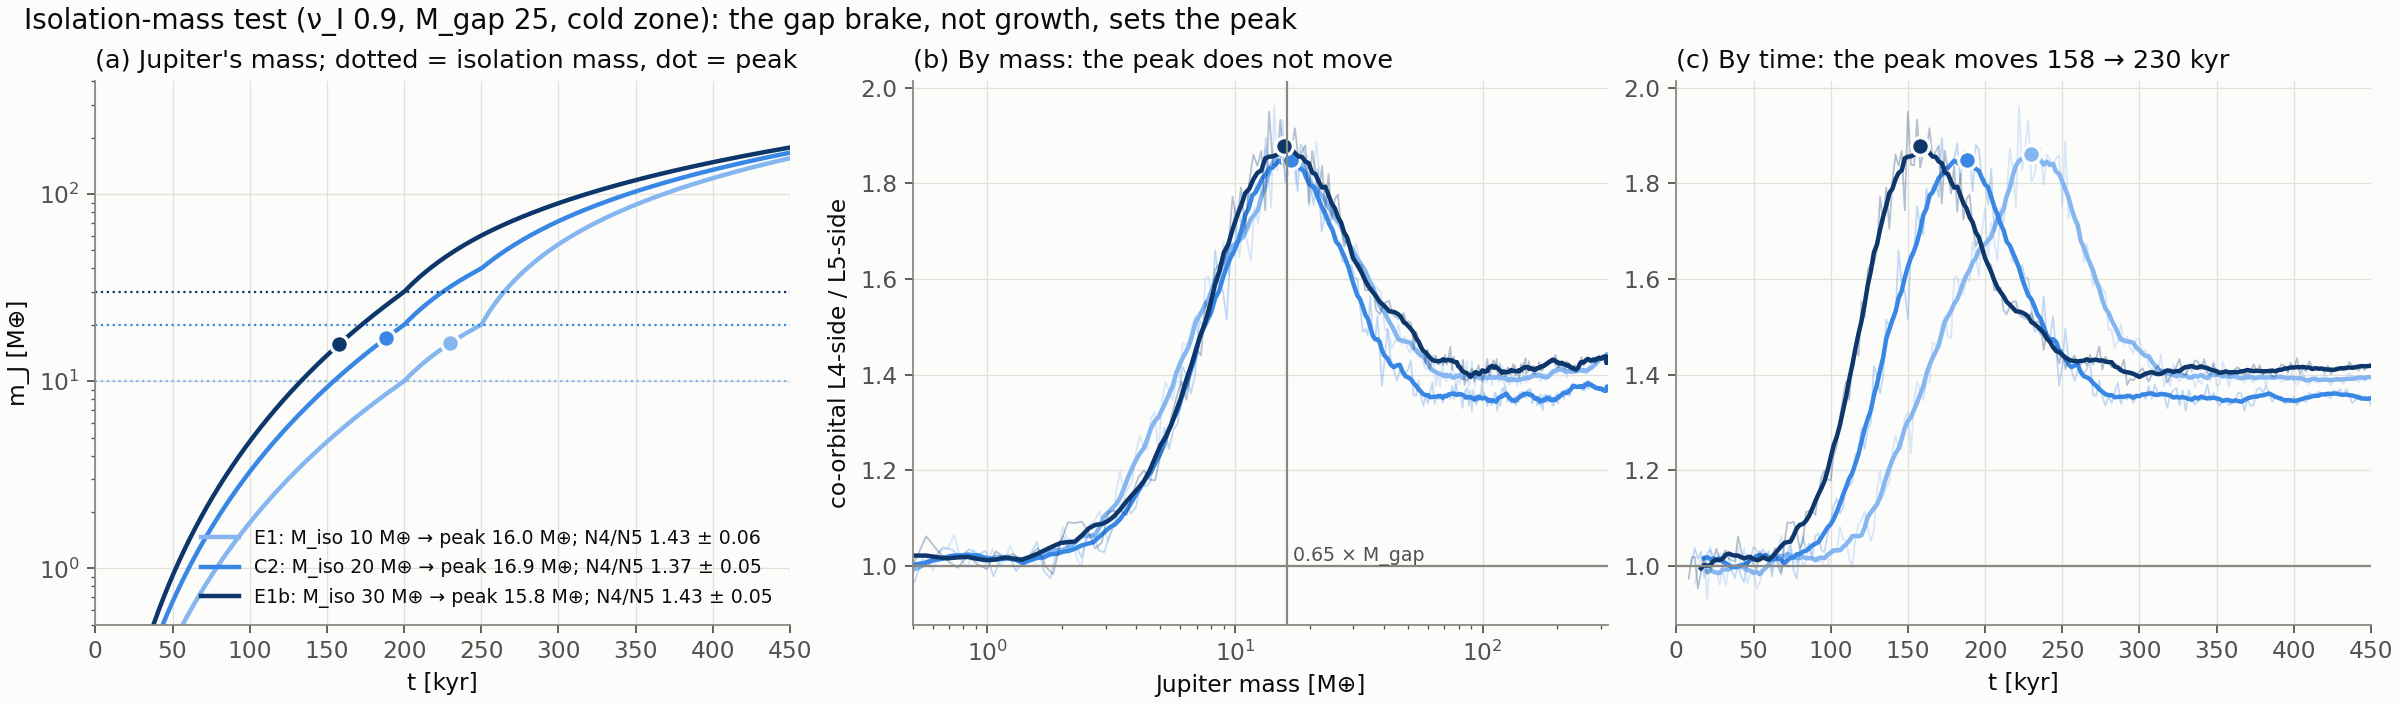 Isolation-mass test (ν_I 0.9, M_gap 25, cold zone): the gap brake, not growth, sets the peak
(a) Jupiter's mass; dotted = isolation mass, dot = peak
m_J [M⊕]
10²
10¹
10⁰
E1: M_iso 10 M⊕ → peak 16.0 M⊕; N4/N5 1.43 ± 0.06
C2: M_iso 20 M⊕ → peak 16.9 M⊕; N4/N5 1.37 ± 0.05
E1b: M_iso 30 M⊕ → peak 15.8 M⊕; N4/N5 1.43 ± 0.05
0 50 100 150 200 250 300 350 400 450
t [kyr]
(b) By mass: the peak does not move
co-orbital L4-side / L5-side
2.0
1.8
1.6
1.4
1.2
1.0
0.65 × M_gap
10⁰ 10¹ 10²
Jupiter mass [M⊕]
(c) By time: the peak moves 158 → 230 kyr
2.0
1.8
1.6
1.4
1.2
1.0
0 50 100 150 200 250 300 350 400 450
t [kyr]